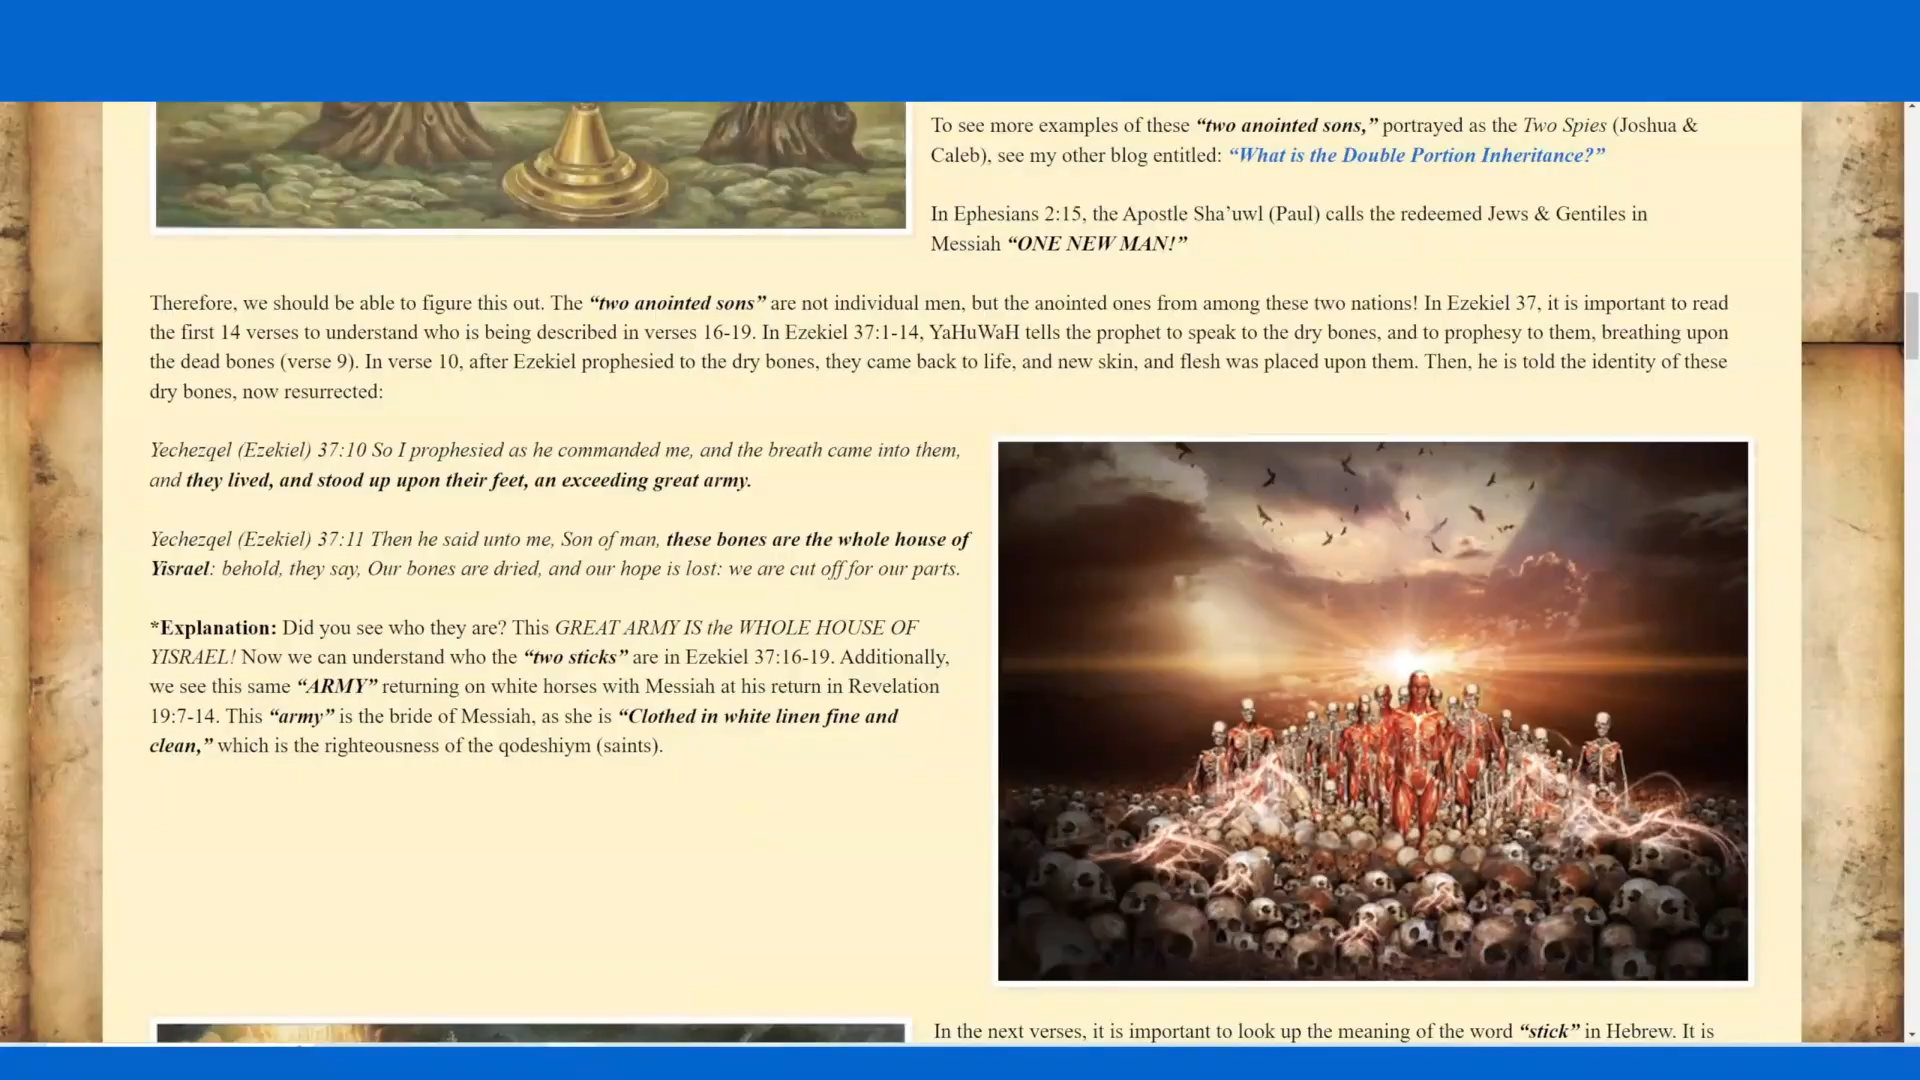 To see more examples of these “two anointed sons,” portrayed as the Two Spies (Joshua &
Caleb), see my other blog entitled: “What is the Double Portion Inheritance?”
In Ephesians 2:15, the Apostle Sha’uwl (Paul) calls the redeemed Jews & Gentiles in
Messiah “ONE NEW MAN!”
Therefore, we should be able to figure this out. The “two anointed sons” are not individual men, but the anointed ones from among these two nations! In Ezekiel 37, it is important to read
the first 14 verses to understand who is being described in verses 16-19. In Ezekiel 37:1-14, YaHuWaH tells the prophet to speak to the dry bones, and to prophesy to them, breathing upon
the dead bones (verse 9). In verse 10, after Ezekiel prophesied to the dry bones, they came back to life, and new skin, and flesh was placed upon them. Then, he is told the identity of these
dry bones, now resurrected:
Yechezqel (Ezekiel) 37:10 So I prophesied as he commanded me, and the breath came into them,
and they lived, and stood up upon their feet, an exceeding great army.
Yechezqel (Ezekiel) 37:11 Then he said unto me, Son of man, these bones are the whole house of
Yisrael: behold, they say, Our bones are dried, and our hope is lost: we are cut off for our parts.
*Explanation: Did you see who they are? This GREAT ARMY IS the WHOLE HOUSE OF
YISRAEL! Now we can understand who the “two sticks” are in Ezekiel 37:16-19. Additionally,
we see this same “ARMY” returning on white horses with Messiah at his return in Revelation
19:7-14. This “army” is the bride of Messiah, as she is “Clothed in white linen fine and
clean,” which is the righteousness of the qodeshiym (saints).
In the next verses, it is important to look up the meaning of the word “stick” in Hebrew. It is